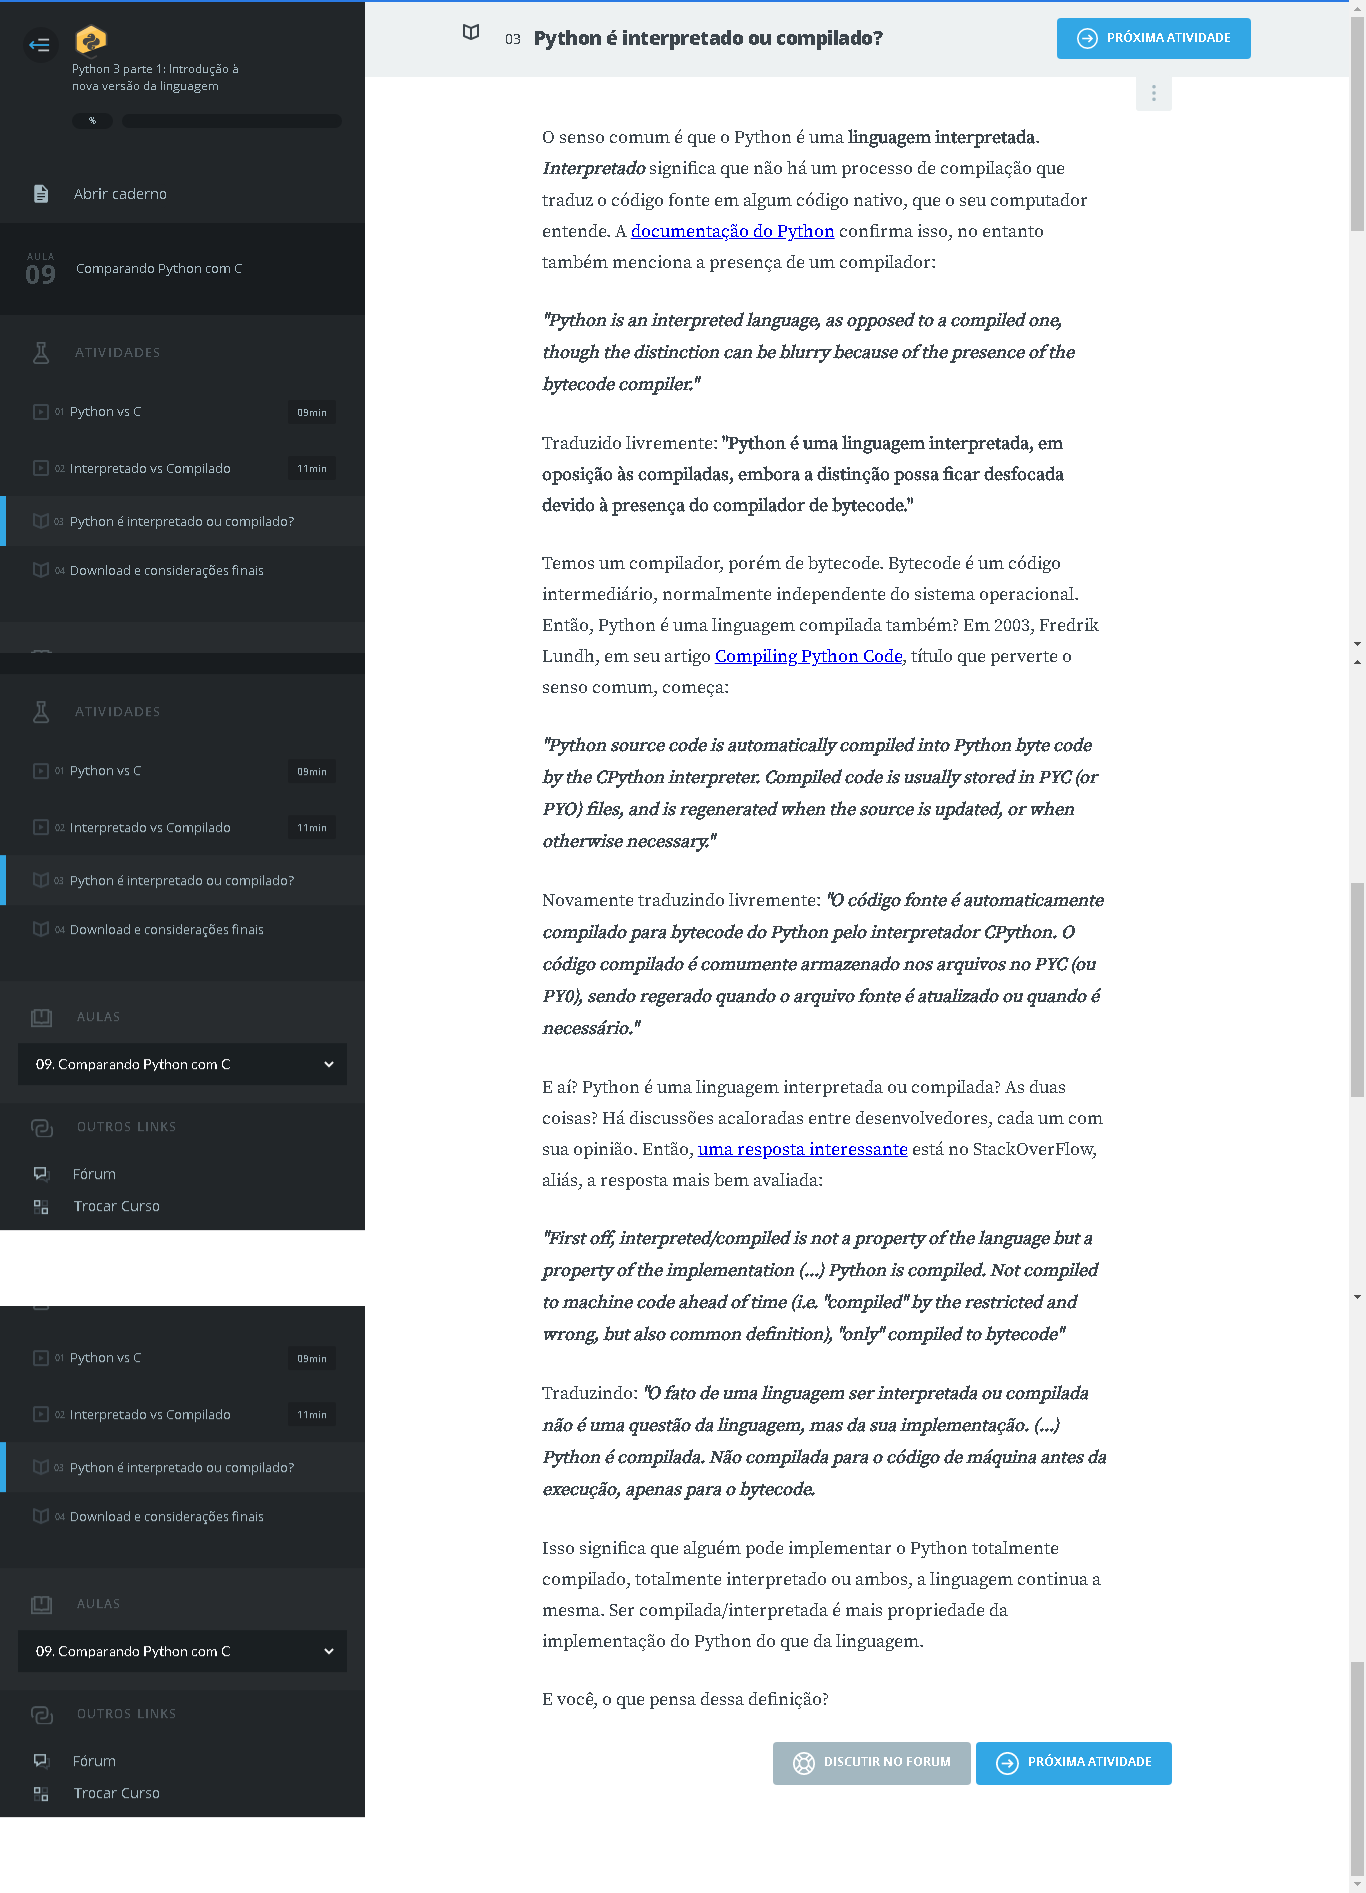 Python 3 parte 1: Introdução à
nova versão da linguagem
%
Abrir caderno
AULA
09
Comparando Python com C
ATIVIDADES
01 Python vs C 09min
02 Interpretado vs Compilado 11min
03 Python é interpretado ou compilado?
04 Download e considerações finais
ATIVIDADES
01 Python vs C 09min
02 Interpretado vs Compilado 11min
03 Python é interpretado ou compilado?
04 Download e considerações finais
AULAS
09. Comparando Python com C
OUTROS LINKS
Fórum
Trocar Curso
01 Python vs C 09min
02 Interpretado vs Compilado 11min
03 Python é interpretado ou compilado?
04 Download e considerações finais
AULAS
09. Comparando Python com C
OUTROS LINKS
Fórum
Trocar Curso
03 Python é interpretado ou compilado?
PRÓXIMA ATIVIDADE
O senso comum é que o Python é uma linguagem interpretada.
Interpretado significa que não há um processo de compilação que
traduz o código fonte em algum código nativo, que o seu computador
entende. A documentação do Python confirma isso, no entanto
também menciona a presença de um compilador:
"Python is an interpreted language, as opposed to a compiled one,
though the distinction can be blurry because of the presence of the
bytecode compiler."
Traduzido livremente: "Python é uma linguagem interpretada, em
oposição às compiladas, embora a distinção possa ficar desfocada
devido à presença do compilador de bytecode."
Temos um compilador, porém de bytecode. Bytecode é um código
intermediário, normalmente independente do sistema operacional.
Então, Python é uma linguagem compilada também? Em 2003, Fredrik
Lundh, em seu artigo Compiling Python Code, título que perverte o
senso comum, começa:
"Python source code is automatically compiled into Python byte code
by the CPython interpreter. Compiled code is usually stored in PYC (or
PYO) files, and is regenerated when the source is updated, or when
otherwise necessary."
Novamente traduzindo livremente: "O código fonte é automaticamente
compilado para bytecode do Python pelo interpretador CPython. O
código compilado é comumente armazenado nos arquivos no PYC (ou
PY0), sendo regerado quando o arquivo fonte é atualizado ou quando é
necessário."
E aí? Python é uma linguagem interpretada ou compilada? As duas
coisas? Há discussões acaloradas entre desenvolvedores, cada um com
sua opinião. Então, uma resposta interessante está no StackOverFlow,
aliás, a resposta mais bem avaliada:
"First off, interpreted/compiled is not a property of the language but a
property of the implementation (...) Python is compiled. Not compiled
to machine code ahead of time (i.e. "compiled" by the restricted and
wrong, but also common definition), "only" compiled to bytecode"
Traduzindo: "O fato de uma linguagem ser interpretada ou compilada
não é uma questão da linguagem, mas da sua implementação. (...)
Python é compilada. Não compilada para o código de máquina antes da
execução, apenas para o bytecode.
Isso significa que alguém pode implementar o Python totalmente
compilado, totalmente interpretado ou ambos, a linguagem continua a
mesma. Ser compilada/interpretada é mais propriedade da
implementação do Python do que da linguagem.
E você, o que pensa dessa definição?
DISCUTIR NO FORUM
PRÓXIMA ATIVIDADE